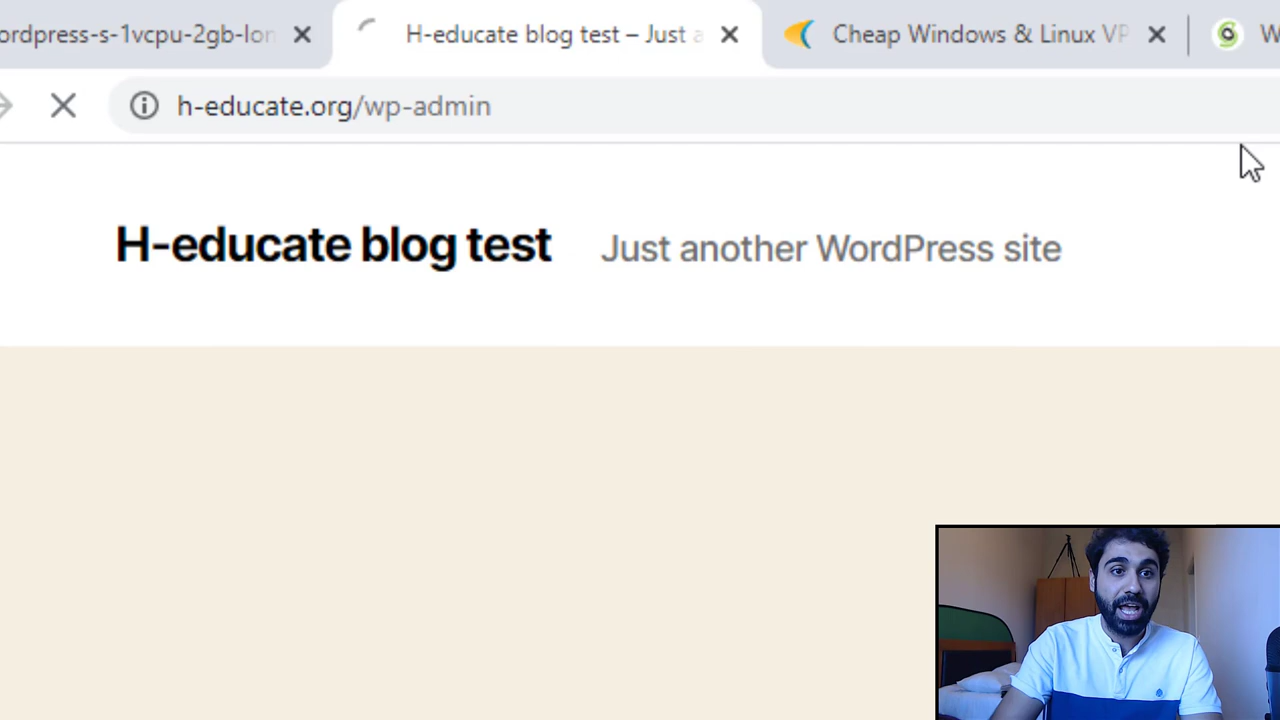 ordpress-s-1vcpu-2gb-lon
H-educate blog test – Just a
Cheap Windows & Linux VP
W
h-educate.org/wp-admin
H-educate blog test
Just another WordPress site